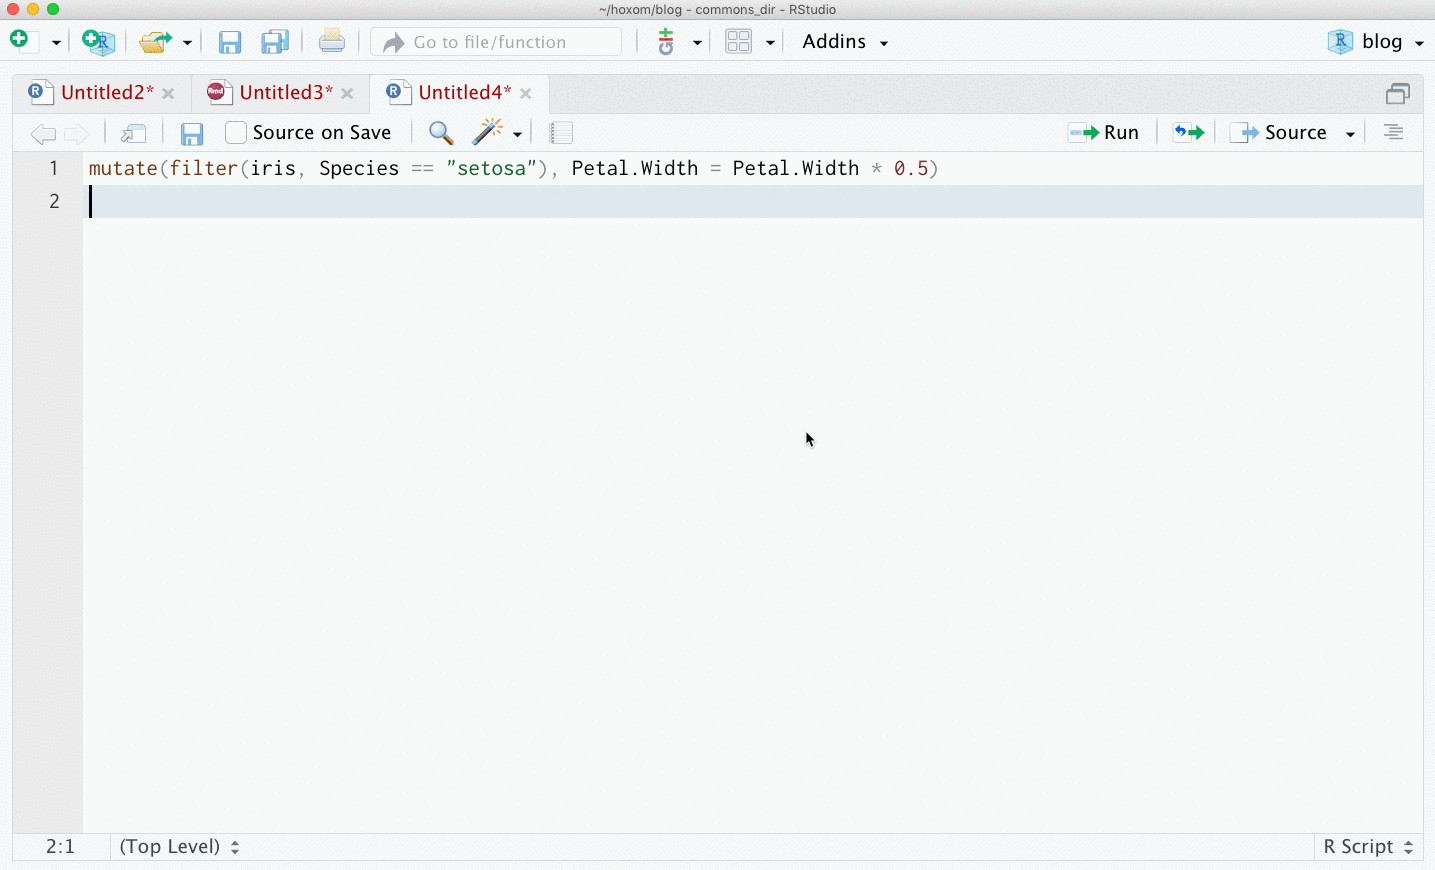 ~/hoxom/blog - commons_dir - RStudio
Go to file/function
Addins
blog
Untitled2*
Untitled3*
Untitled4*
Source on Save
Run
Source
1 mutate(filter(iris, Species == "setosa"), Petal.Width = Petal.Width * 0.5)
2
2:1
(Top Level)
R Script